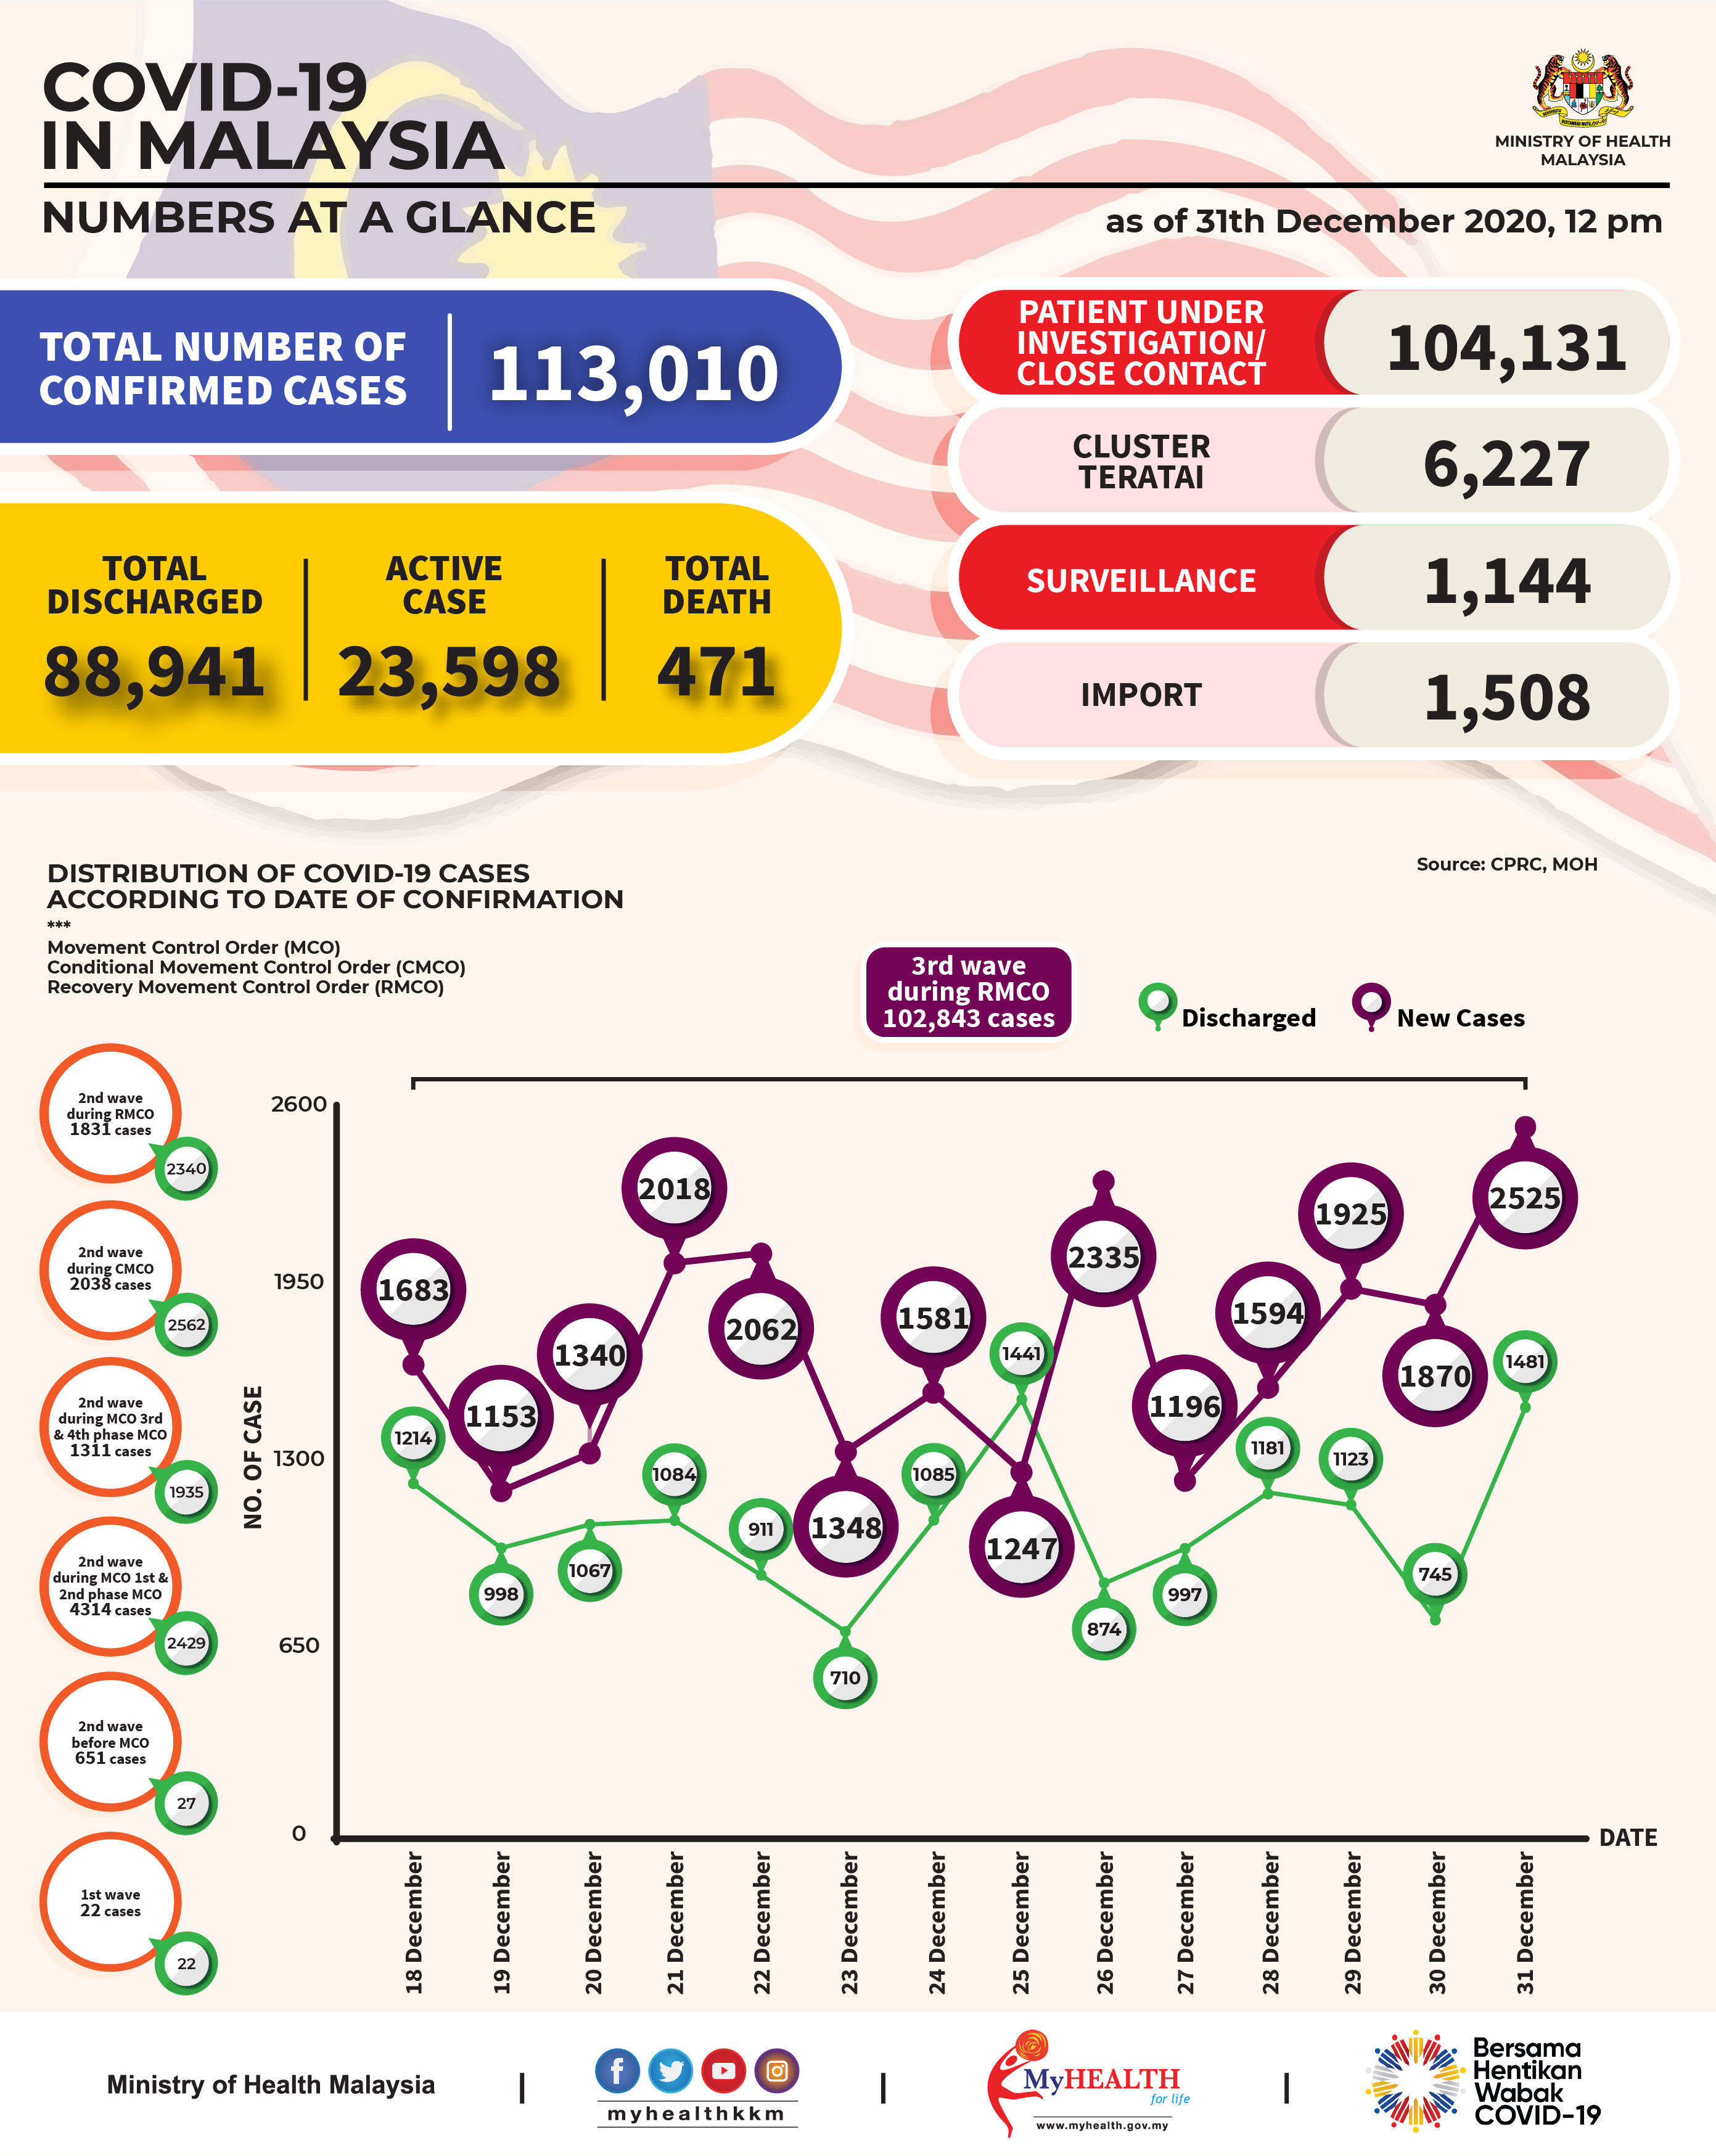 COVID-19
IN MALAYSIA
NUMBERS AT A GLANCE
MINISTRY OF HEALTH
MALAYSIA
as of 31th December 2020, 12 pm
TOTAL NUMBER OF
CONFIRMED CASES
113,010
TOTAL
DISCHARGED
88,941
ACTIVE
CASE
23,598
TOTAL
DEATH
471
PATIENT UNDER
INVESTIGATION/
CLOSE CONTACT
104,131
CLUSTER
TERATAI
6,227
SURVEILLANCE
1,144
IMPORT
1,508
DISTRIBUTION OF COVID-19 CASES
ACCORDING TO DATE OF CONFIRMATION
***
Movement Control Order (MCO)
Conditional Movement Control Order (CMCO)
Recovery Movement Control Order (RMCO)
Source: CPRC, MOH
3rd wave
during RMCO
102,843 cases
Discharged
New Cases
2nd wave
during RMCO
1831 cases
2340
2nd wave
during CMCO
2038 cases
2562
2nd wave
during MCO 3rd
& 4th phase MCO
1311 cases
1935
2nd wave
during MCO 1st &
2nd phase MCO
4314 cases
2429
2nd wave
before MCO
651 cases
27
1st wave
22 cases
22
NO. OF CASE
2600
1950
1300
650
0
1683
1153
1340
2018
2062
1348
1581
1247
2335
1196
1594
1925
1870
2525
1214
998
1067
1084
911
710
1085
1441
874
997
1181
1123
745
1481
DATE
18 December
19 December
20 December
21 December
22 December
23 December
24 December
25 December
26 December
27 December
28 December
29 December
30 December
31 December
Ministry of Health Malaysia
myhealthkkm
MyHEALTH
for life
www.myhealth.gov.my
Bersama
Hentikan
Wabak
COVID-19